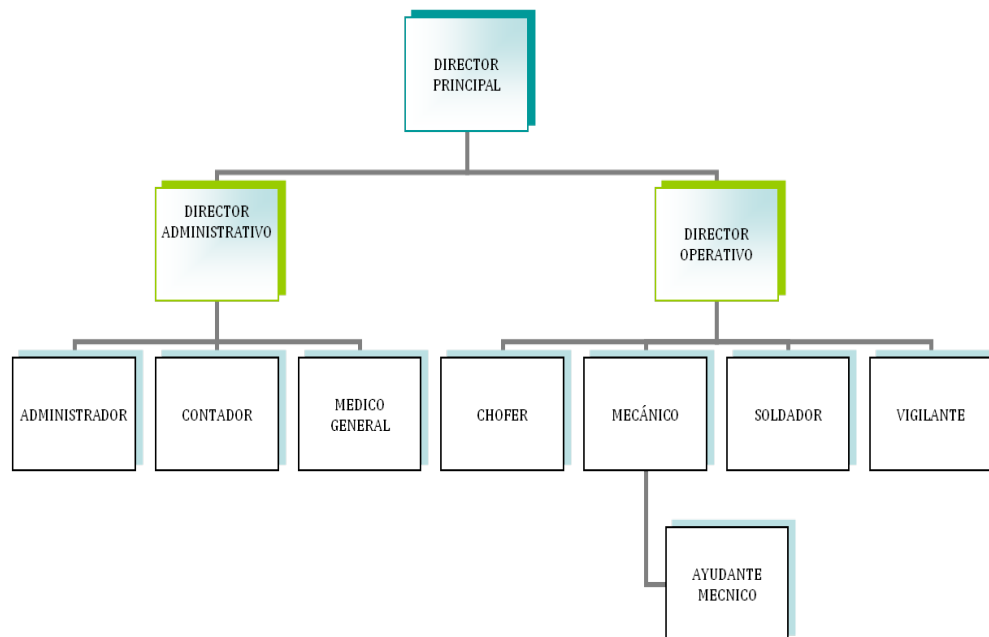 DIRECTOR
PRINCIPAL
DIRECTOR
ADMINISTRATIVO
DIRECTOR
OPERATIVO
ADMINISTRADOR
CONTADOR
MEDICO
GENERAL
CHOFER
MECÁNICO
SOLDADOR
VIGILANTE
AYUDANTE
MECNICO